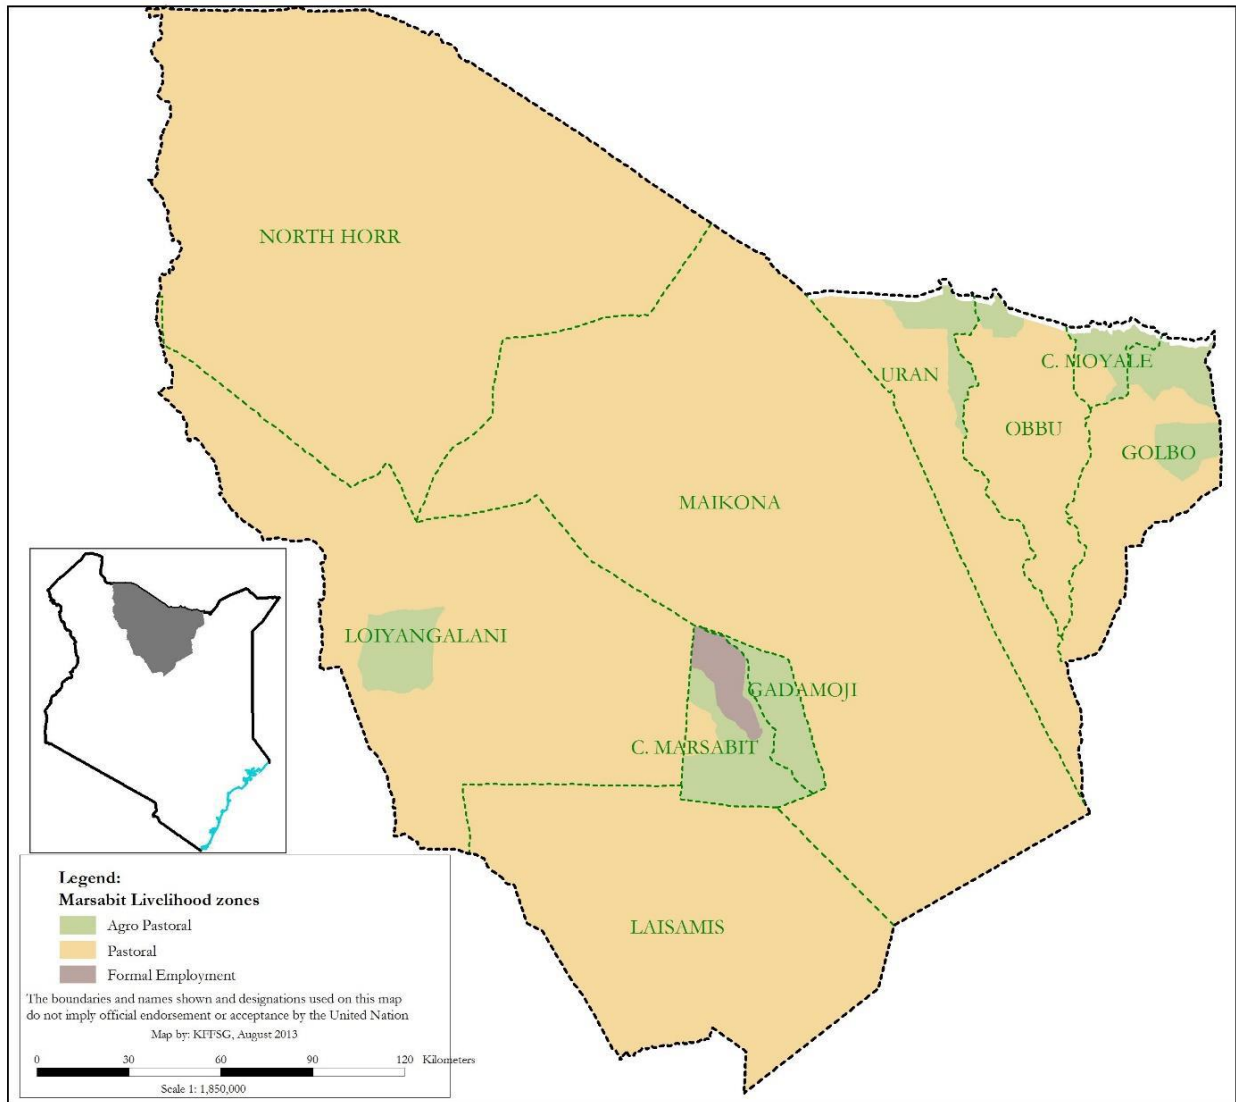 NORTH HORR
C. MOYALE
URAN
OBBU
GOLBO
MAIKONA
LOIYANGALANI
GADAMOJI
C. MARSABIT
LAISAMIS
Legend:
Marsabit Livelihood zones
Agro Pastoral
Pastoral
Formal Employment
The boundaries and names shown and designations used on this map
do not imply official endorsement or acceptance by the United Nation
Map by: KFFSG, August 2013
0 30 60 90 120 Kilometers
Scale 1: 1,850,000